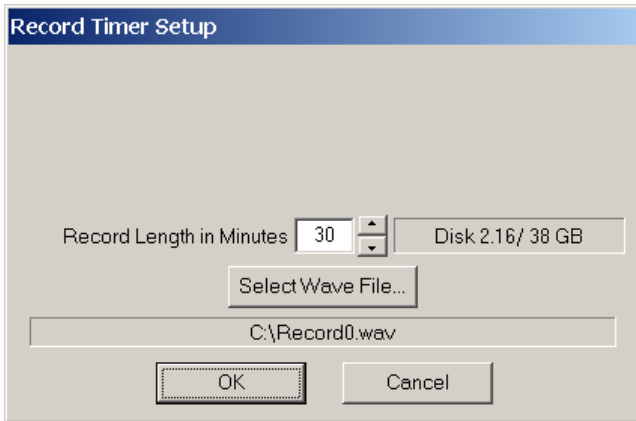 Record Timer Setup
Record Length in Minutes 30 Disk 2.16/ 38 GB
Select Wave File...
C:\Record0.wav
OK Cancel